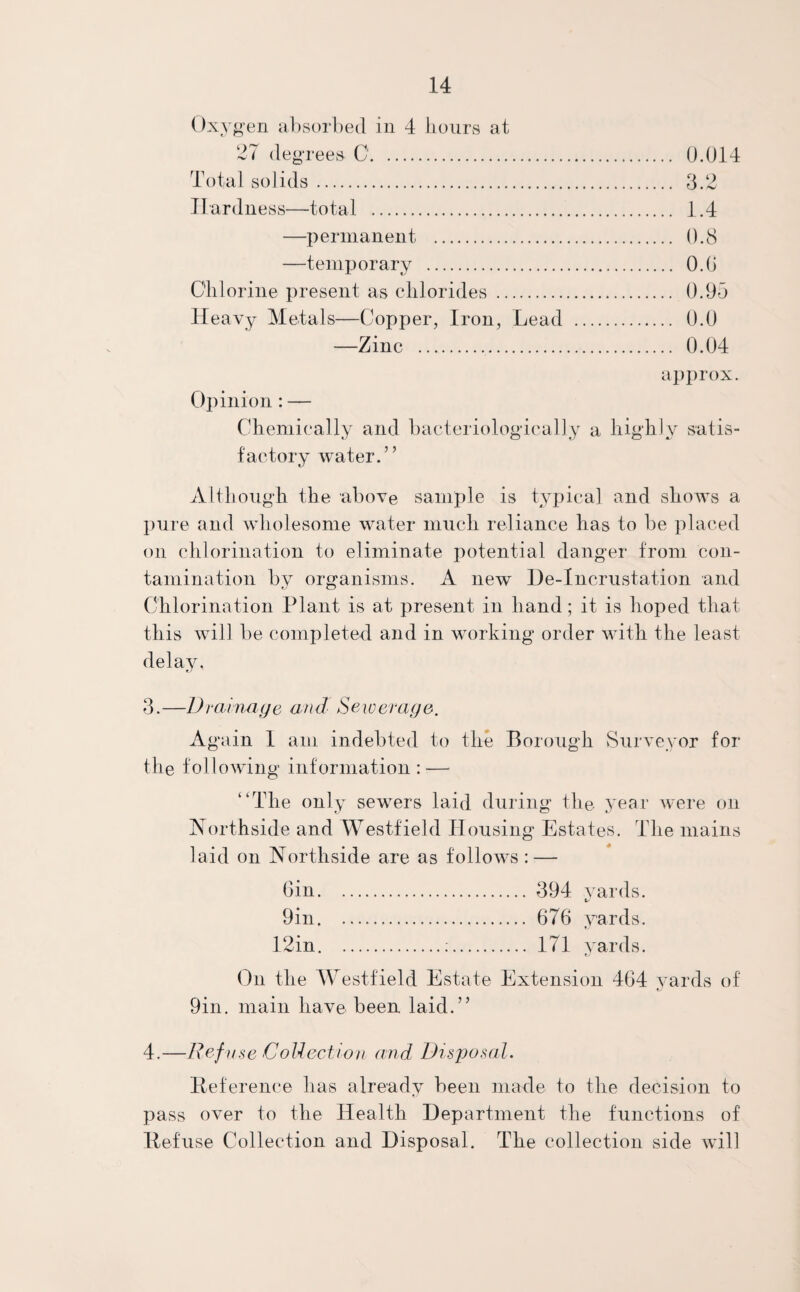 14
Oxygen absorbed in 4 hours at
27 degrees C. .............................................. 0.014
Total solids ...................................................... 3.2
Hardness—total .............................................. 1.4
—permanent .................................... 0.8
—temporary ..................................... 0.6
Chlorine present as chlorides .......................... 0.95
Heavy Metals—Copper, Iron, Lead ............... 0.0
—Zinc ....................................... 0.04
approx.
Opinion : —
Chemically and bacteriologically a highly satis-
factory water.’’
Although the above sample is typical and shows a
pure and wholesome water much reliance has to be placed
on chlorination to eliminate potential danger from con-
tamination by organisms. A new De-Incrustation and
Chlorination Plant is at present in hand; it is hoped that
this will be completed and in working order with the least
delay.
3.—Drainage and Sewerage.
Again I am indebted to the Borough Surveyor for
the following information : —
“The only sewers laid during the year were on
Northside and Westfield Housing Estates. The mains
laid on Northside are as follows : —
6in. ............................ 394 yards.
9in. ............................ 676 yards.
12in. ............................ 171 yards.
On the Westfield Estate Extension 464 yards of
9in. main have been laid.’’
4.—Refuse Collection and Disposal.
Reference has already been made to the decision to
pass over to the Health Department the functions of
Refuse Collection and Disposal. The collection side will